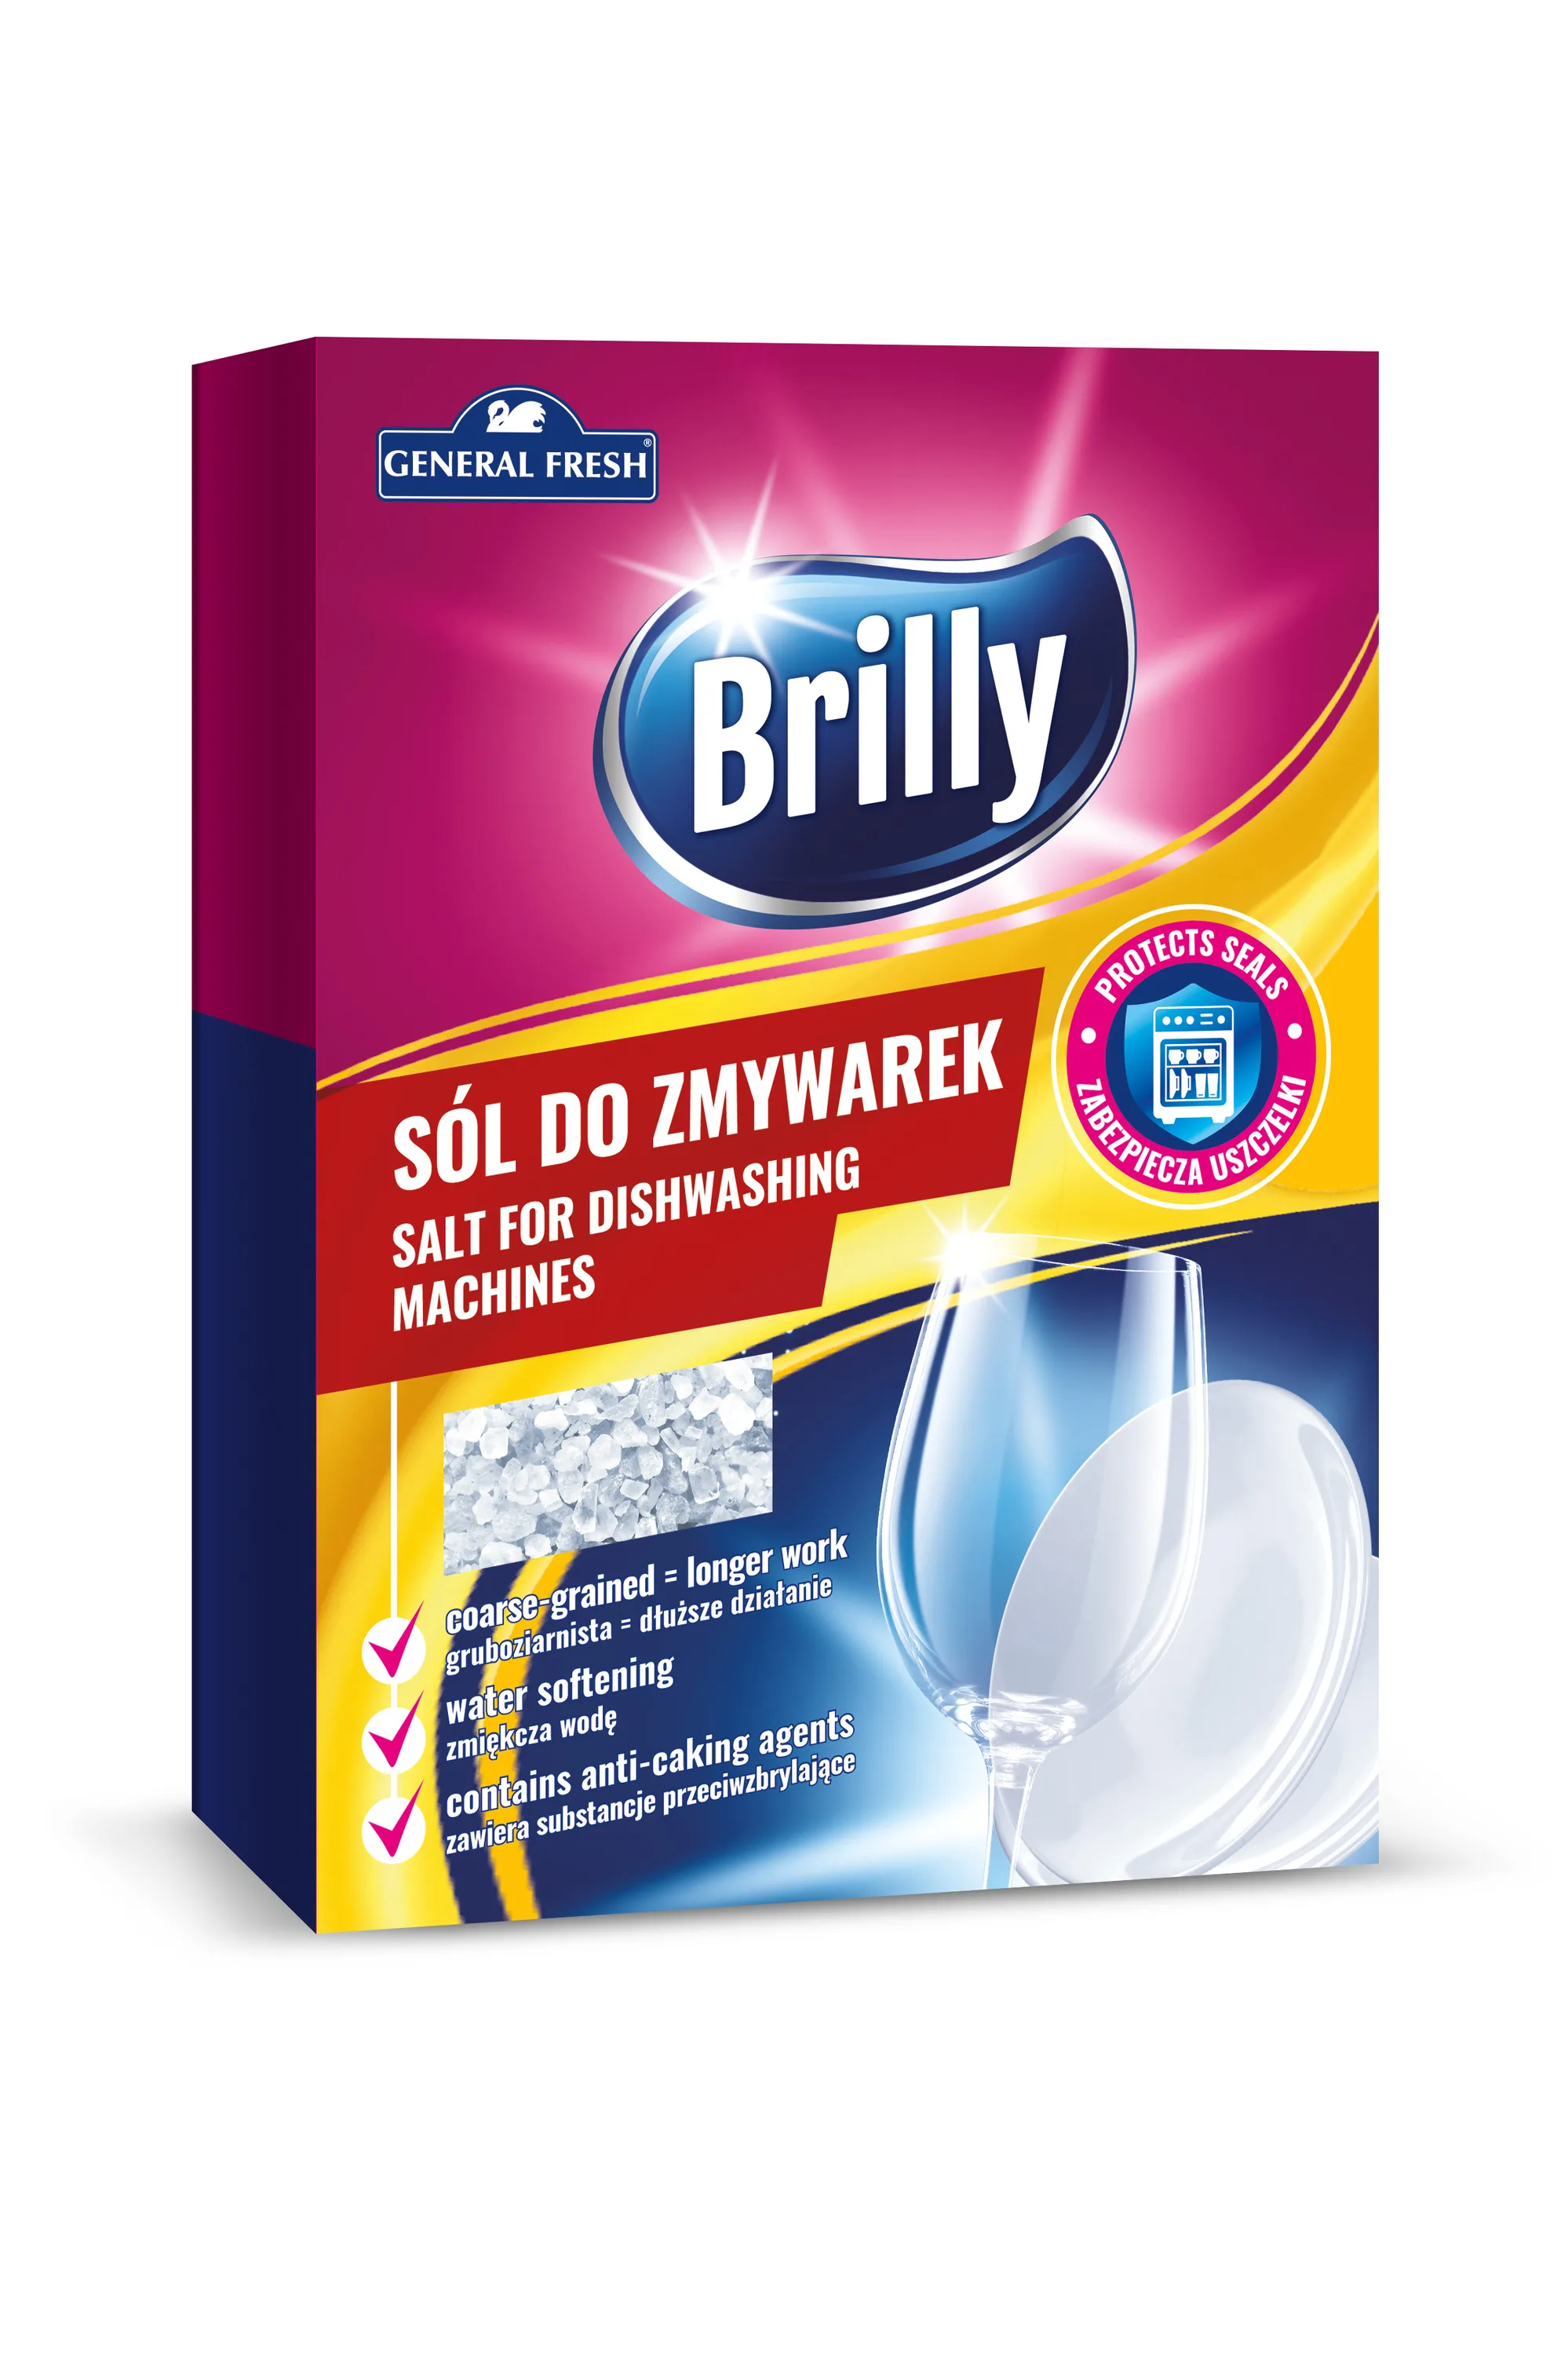 GENERAL FRESH®
Brilly
PROTECTS SEALS
ZABEZPIECZA USZCZELKI
SÓL DO ZMYWAREK
SALT FOR DISHWASHING
MACHINES
coarse-grained = longer work
gruboziarnista = dłuższe działanie
water softening
zmiękcza wodę
contains anti-caking agents
zawiera substancje przeciwzbrylające